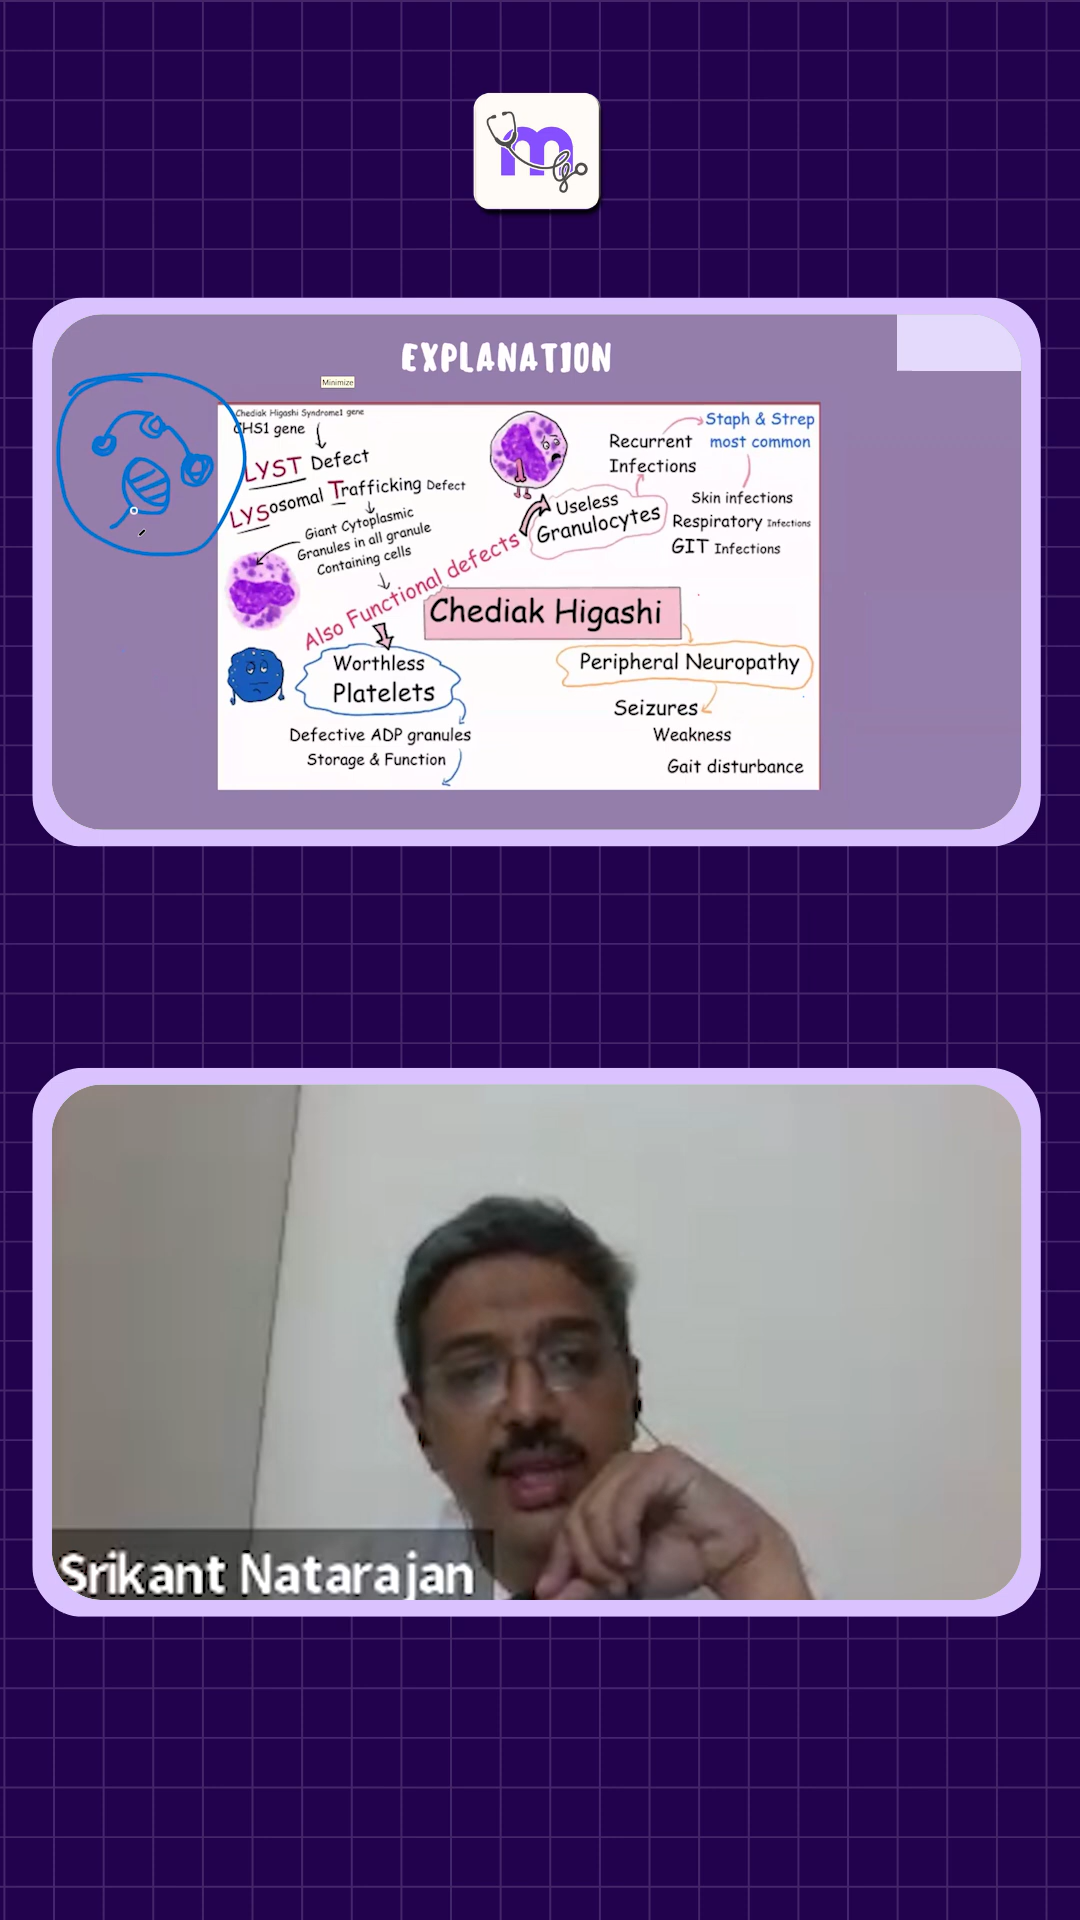 m
EXPLANATION
Minimize
Chediak Higashi Syndrome1 gene
CHS1 gene
LYST Defect
LYSosomal Trafficking Defect
Giant Cytoplasmic
Granules in all granule
Containing cells
Also Functional defects
Useless
Granulocytes
Recurrent
Infections
Staph & Strep
most common
Skin infections
Respiratory Infections
GIT Infections
Chediak Higashi
Worthless
Platelets
Defective ADP granules
Storage & Function
Peripheral Neuropathy
Seizures
Weakness
Gait disturbance
Srikant Natarajan